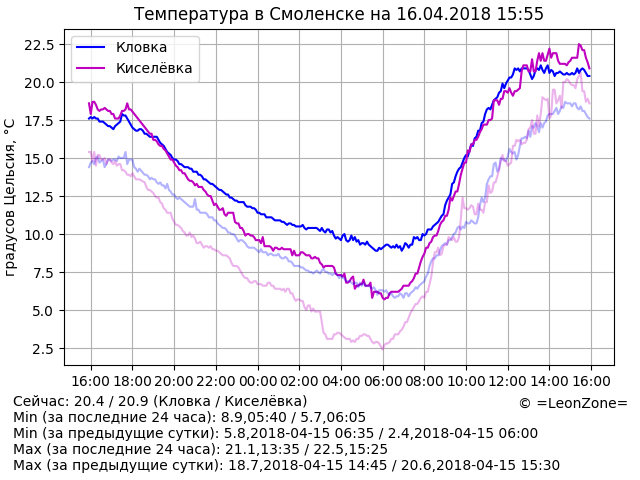 Температура в Смоленске на 16.04.2018 15:55
Кловка
Киселёвка
градусов Цельсия, °C
22.5
20.0
17.5
15.0
12.5
10.0
7.5
5.0
2.5
16:00 18:00 20:00 22:00 00:00 02:00 04:00 06:00 08:00 10:00 12:00 14:00 16:00
Сейчас: 20.4 / 20.9 (Кловка / Киселёвка)
© =LeonZone=
Min (за последние 24 часа): 8.9,05:40 / 5.7,06:05
Min (за предыдущие сутки): 5.8,2018-04-15 06:35 / 2.4,2018-04-15 06:00
Max (за последние 24 часа): 21.1,13:35 / 22.5,15:25
Max (за предыдущие сутки): 18.7,2018-04-15 14:45 / 20.6,2018-04-15 15:30